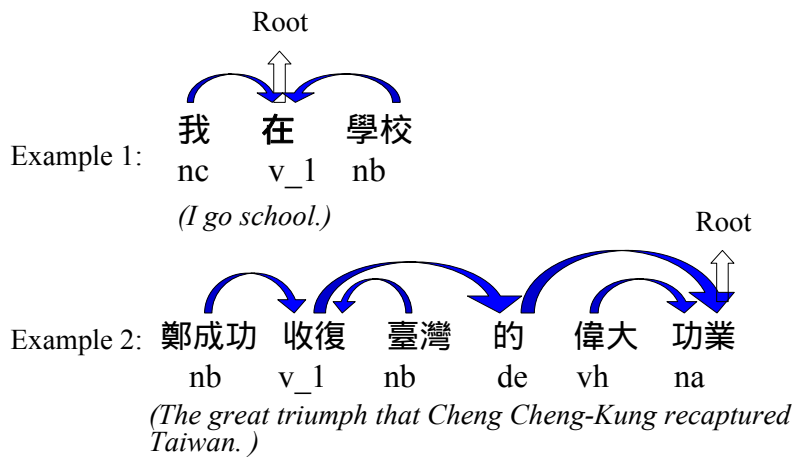 Root
我 在 學校
Example 1:
nc v_1 nb
(I go school.)
Root
Example 2: 鄭成功 收復 臺灣 的 偉大 功業
nb v_1 nb de vh na
(The great triumph that Cheng Cheng-Kung recaptured
Taiwan. )